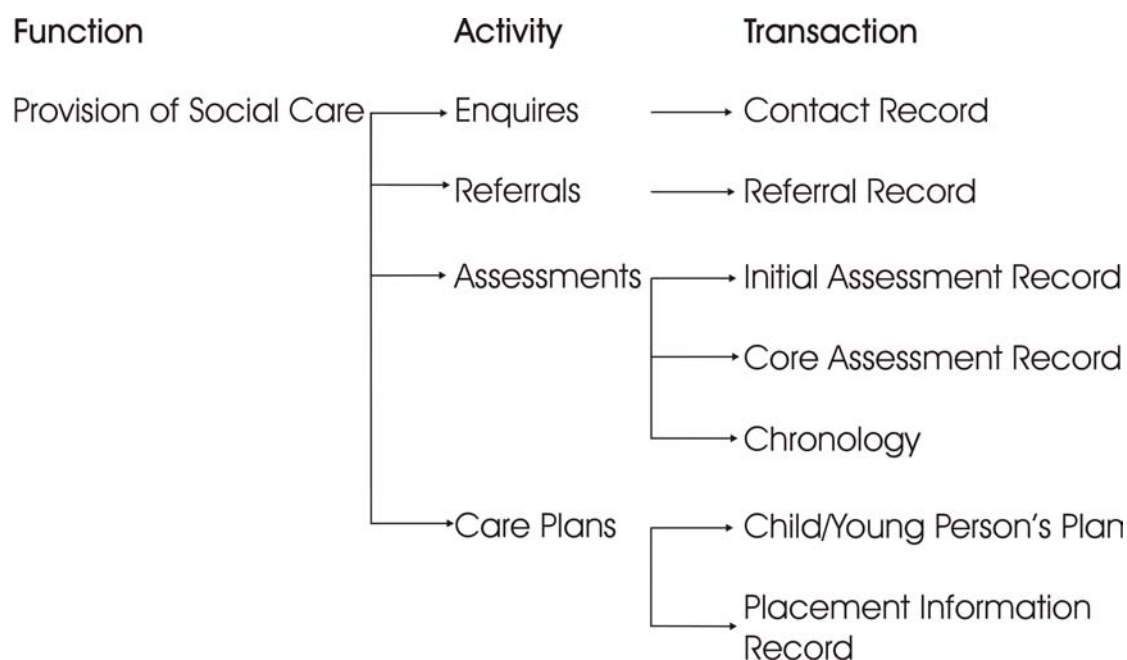 Function Activity Transaction
Provision of Social Care Enquires Contact Record
Referrals Referral Record
Assessments Initial Assessment Record
Core Assessment Record
Chronology
Care Plans Child/Young Person's Plan
Placement Information
Record